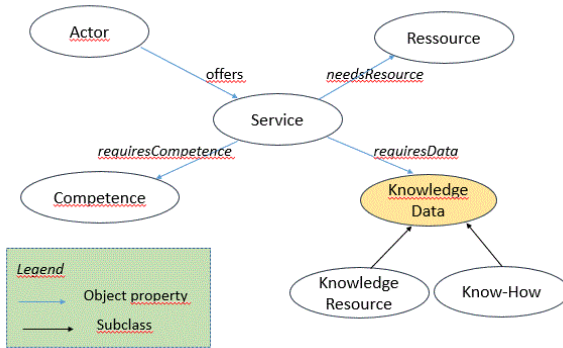 Actor
Ressource
offers
needsResource
Service
requiresCompetence
requiresData
Competence
Knowledge
Data
Legend
Object property
Subclass
Knowledge
Resource
Know-How